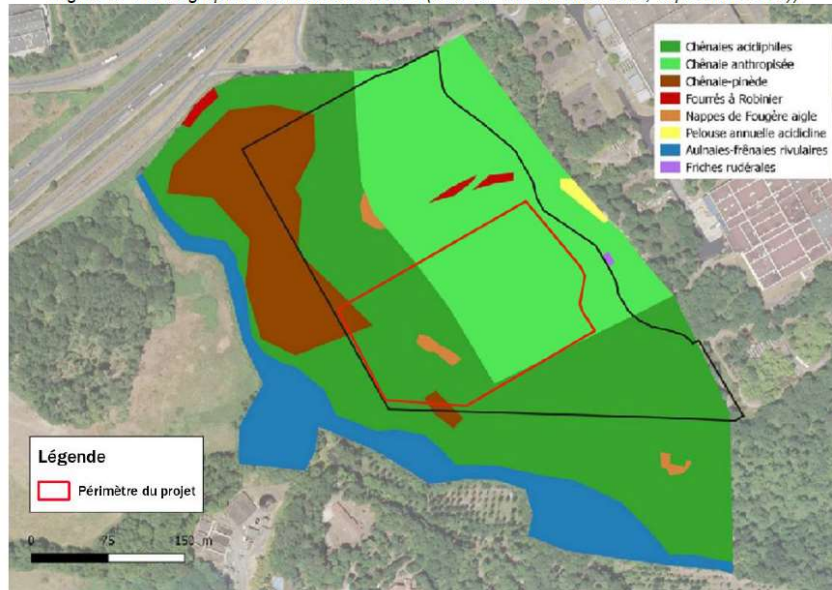 Chênaies acidiphiles
Chênaie anthropisée
Chênaie-pinède
Fourrés à Robinier
Nappes de Fougère aigle
Pelouse annuelle acidicline
Aulnaies-frênaies rivulaires
Friches rudérales
Légende
Périmètre du projet
0 75 150 m